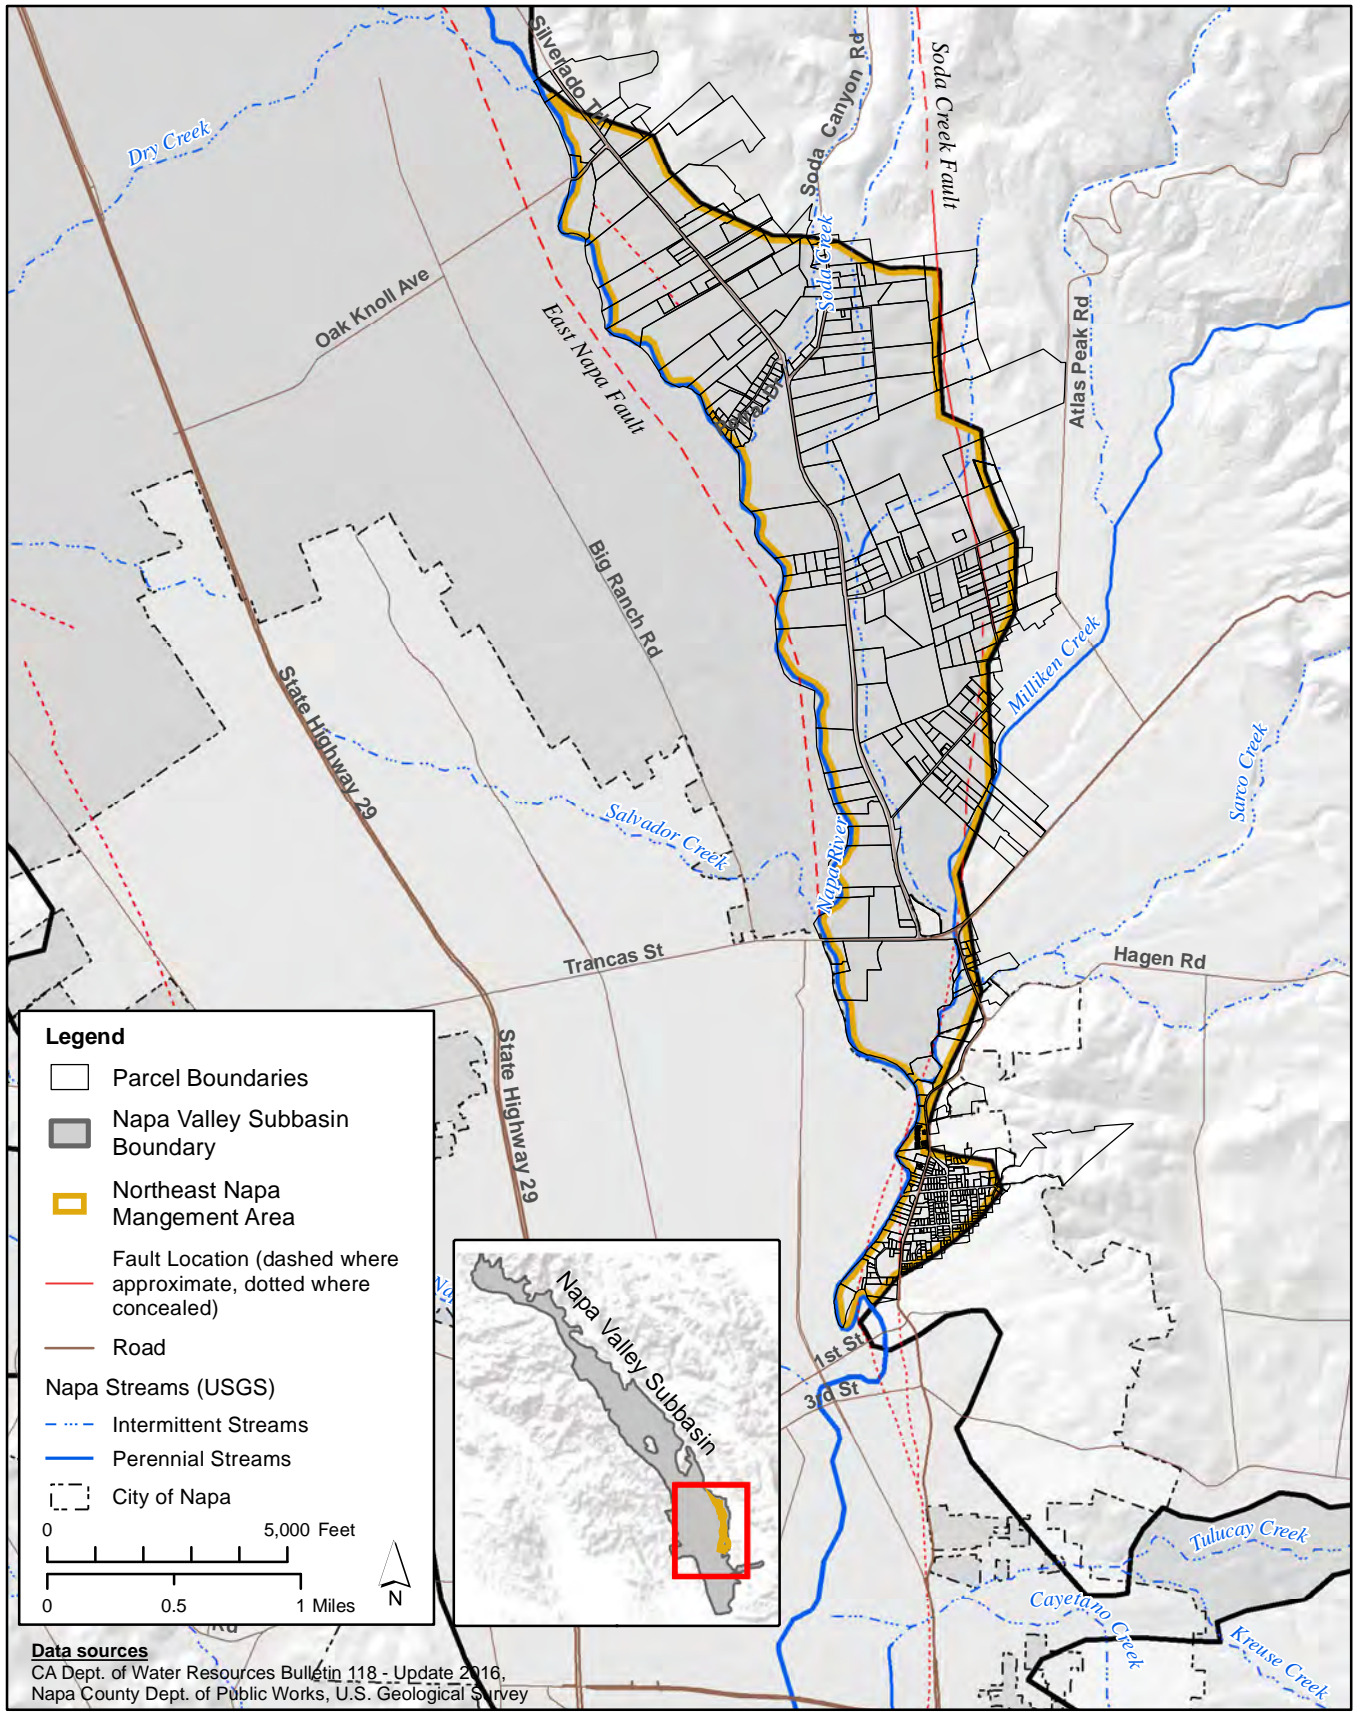 Silverado Trl
Soda Canyon Rd
Soda Creek Fault
Dry Creek
Soda Creek
Oak Knoll Ave
East Napa Fault
Atlas Peak Rd
Big Ranch Rd
Milliken Creek
State Highway 29
Sarco Creek
Salvador Creek
Napa River
Trancas St
Hagen Rd
State Highway 29
1st St
3rd St
Tulucay Creek
Cayetano Creek
Kreuse Creek
Legend
Parcel Boundaries
Napa Valley Subbasin
Boundary
Northeast Napa
Mangement Area
Fault Location (dashed where
approximate, dotted where
concealed)
Road
Napa Streams (USGS)
Intermittent Streams
Perennial Streams
City of Napa
0 5,000 Feet
0 0.5 1 Miles
N
Napa Valley Subbasin
Rd
Data sources
CA Dept. of Water Resources Bulletin 118 - Update 2016,
Napa County Dept. of Public Works, U.S. Geological Survey